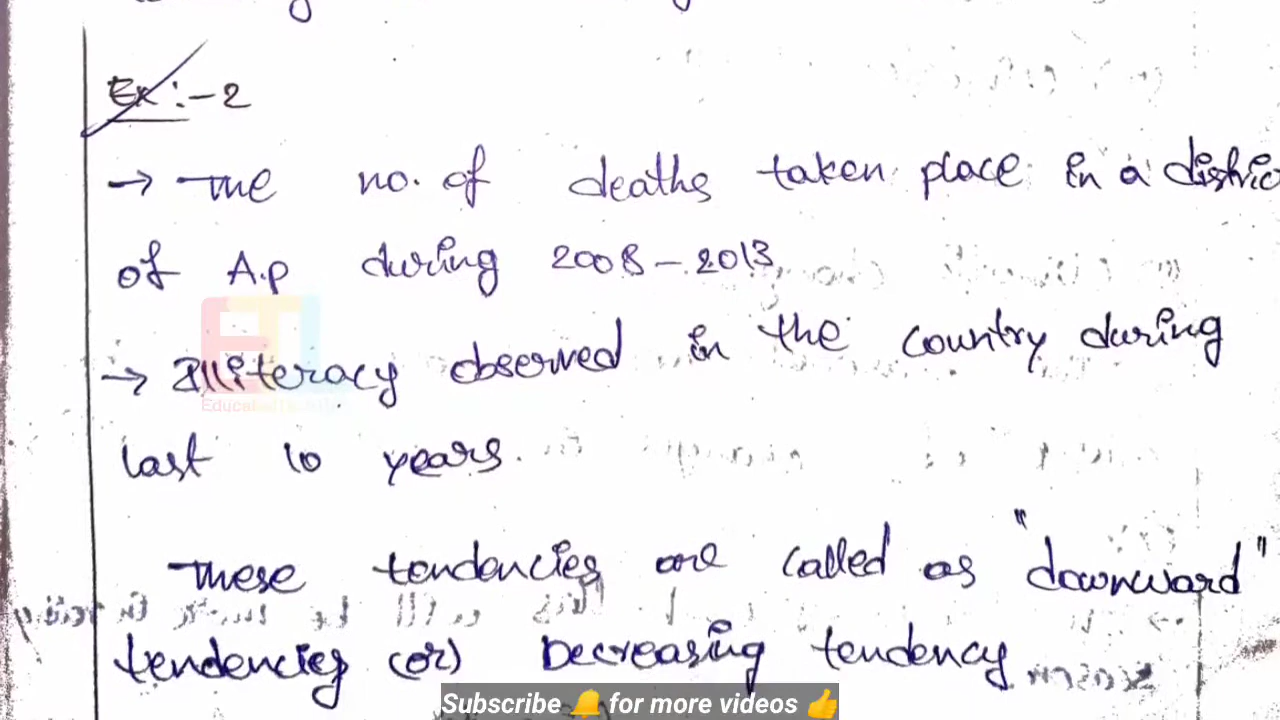 Ex:-2
→ The no. of deaths taken place in a distric
of A.p during 2008-2013
→ Illiteracy observed in the country during
last 10 years.
These tendencies are called as "downward"
tendencies (or) Decreasing tendency
Subscribe 🔔 for more videos 👍